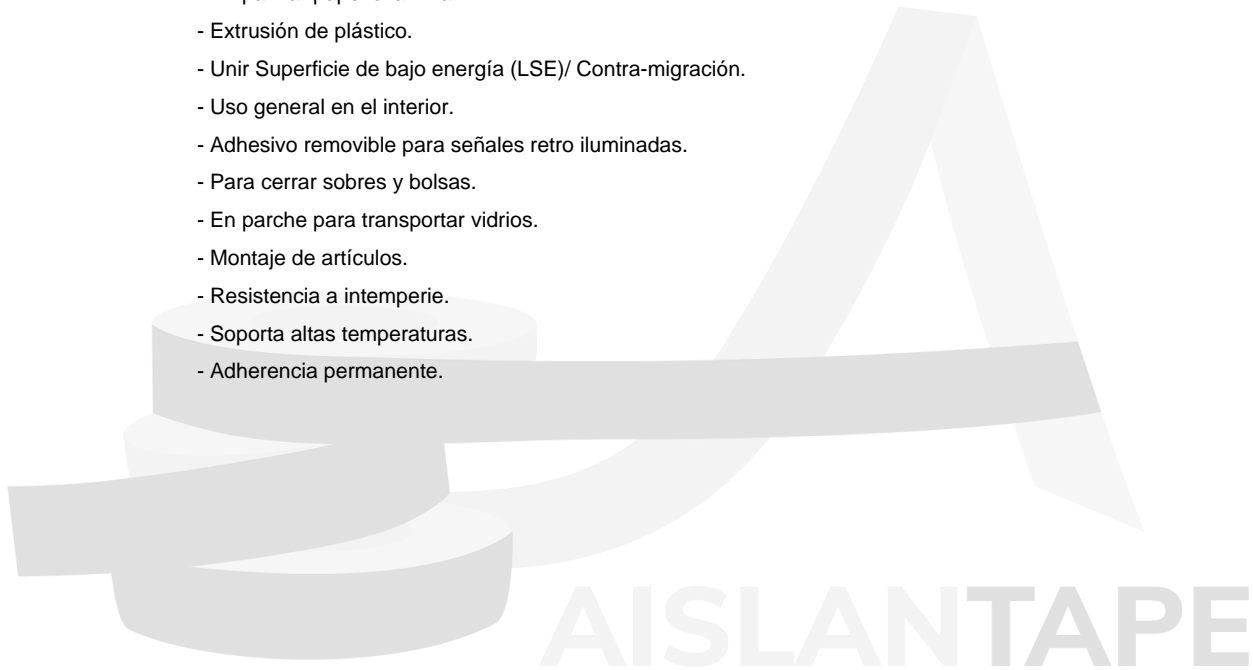 - Extrusión de plástico.
- Unir Superficie de bajo energía (LSE)/ Contra-migración.
- Uso general en el interior.
- Adhesivo removible para señales retro iluminadas.
- Para cerrar sobres y bolsas.
- En parche para transportar vidrios.
- Montaje de artículos.
- Resistencia a intemperie.
- Soporta altas temperaturas.
- Adherencia permanente.
AISLANTAPE